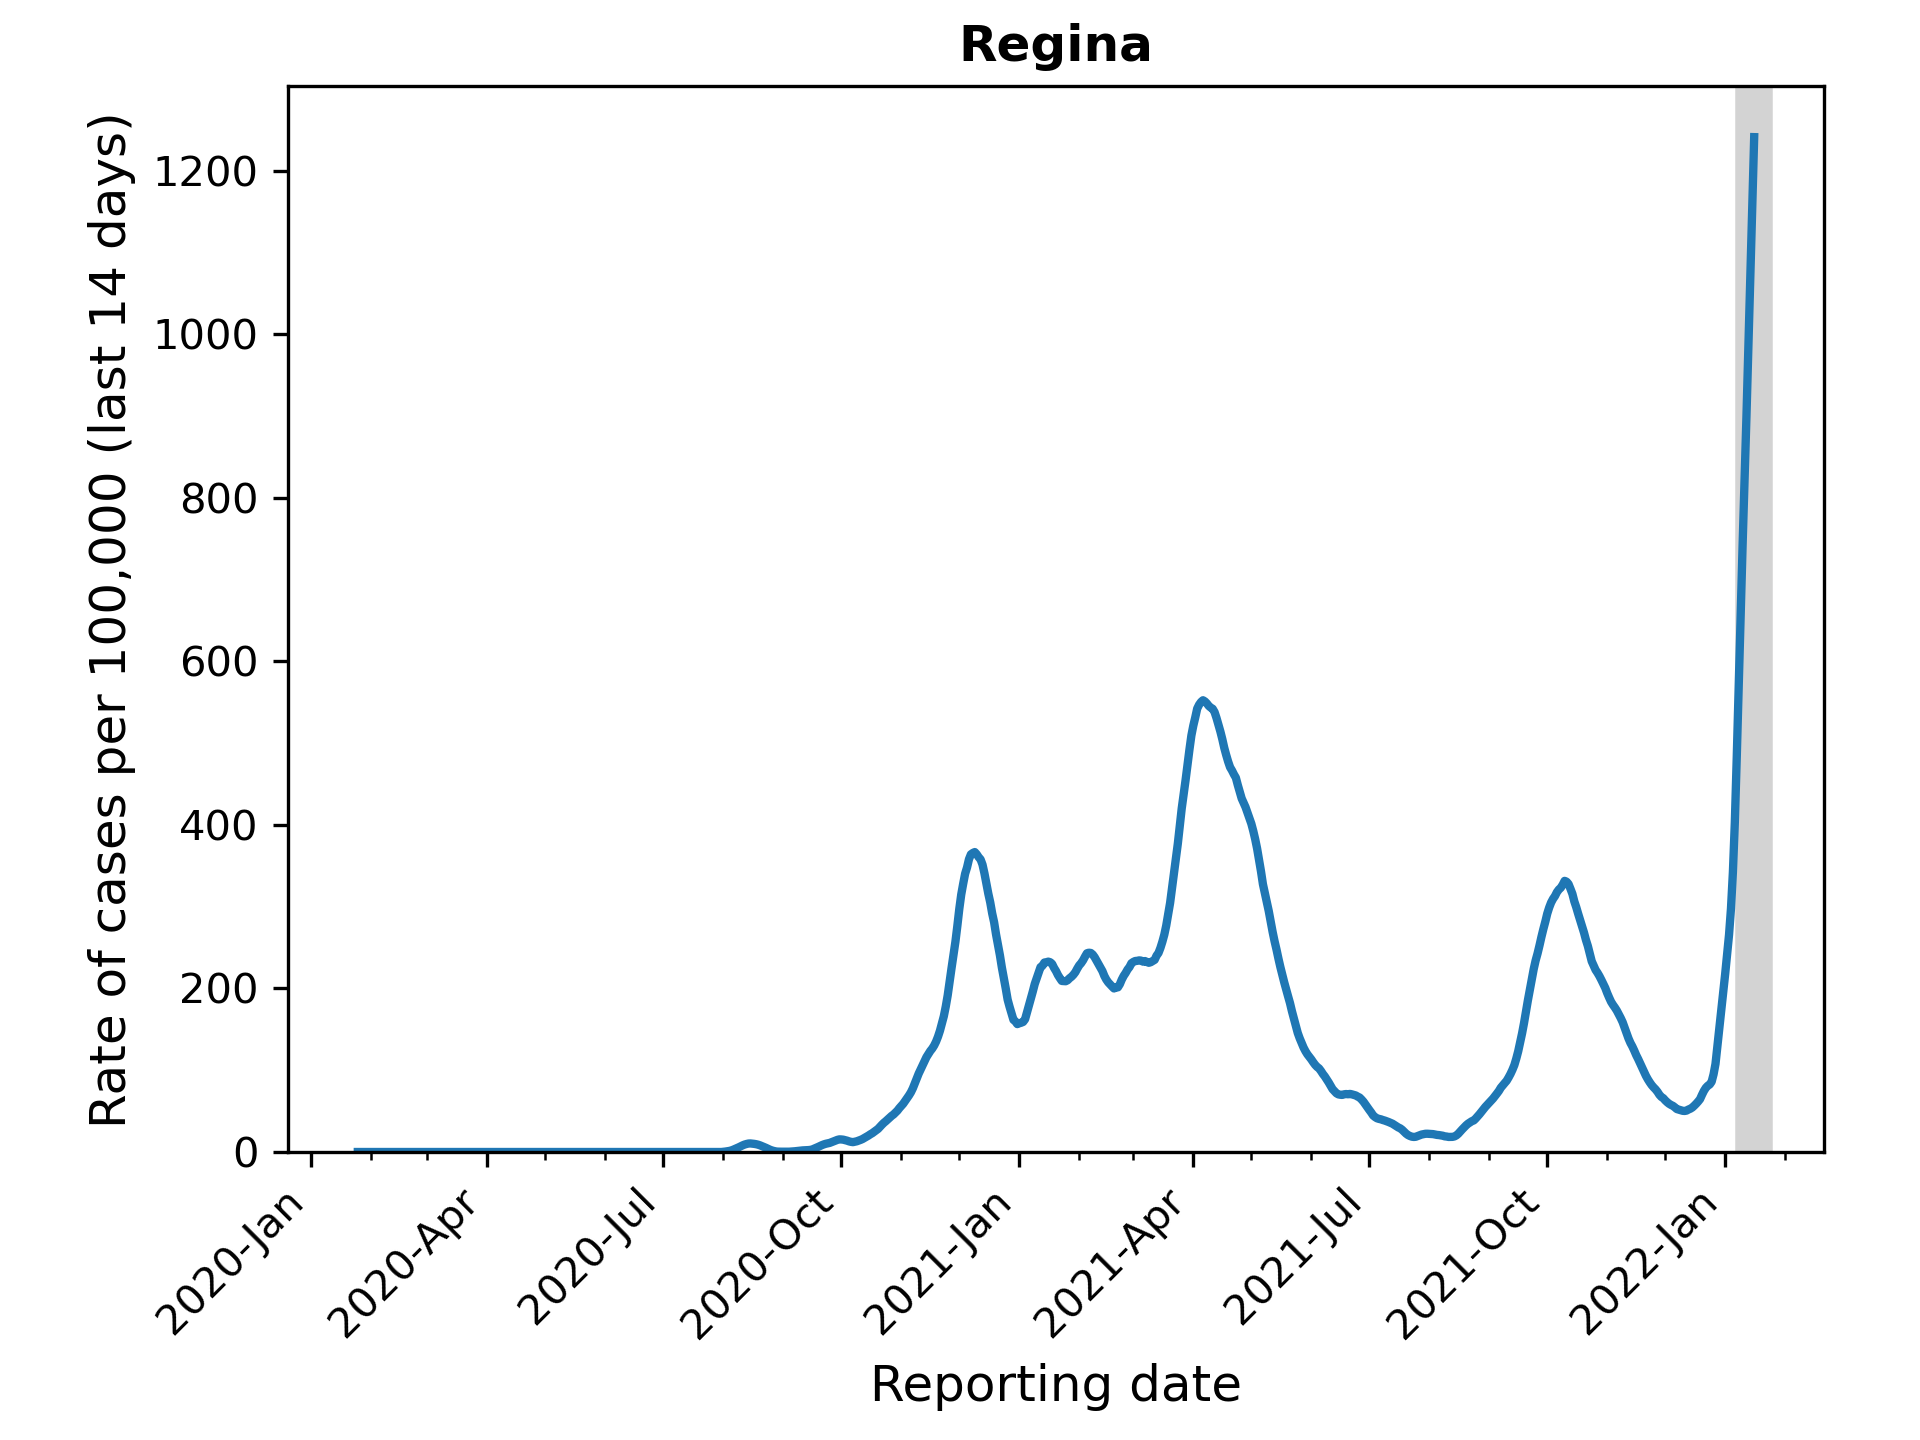 Regina
Rate of cases per 100,000 (last 14 days)
1200
1000
800
600
400
200
0
2020-Jan
2020-Apr
2020-Jul
2020-Oct
2021-Jan
2021-Apr
2021-Jul
2021-Oct
2022-Jan
Reporting date